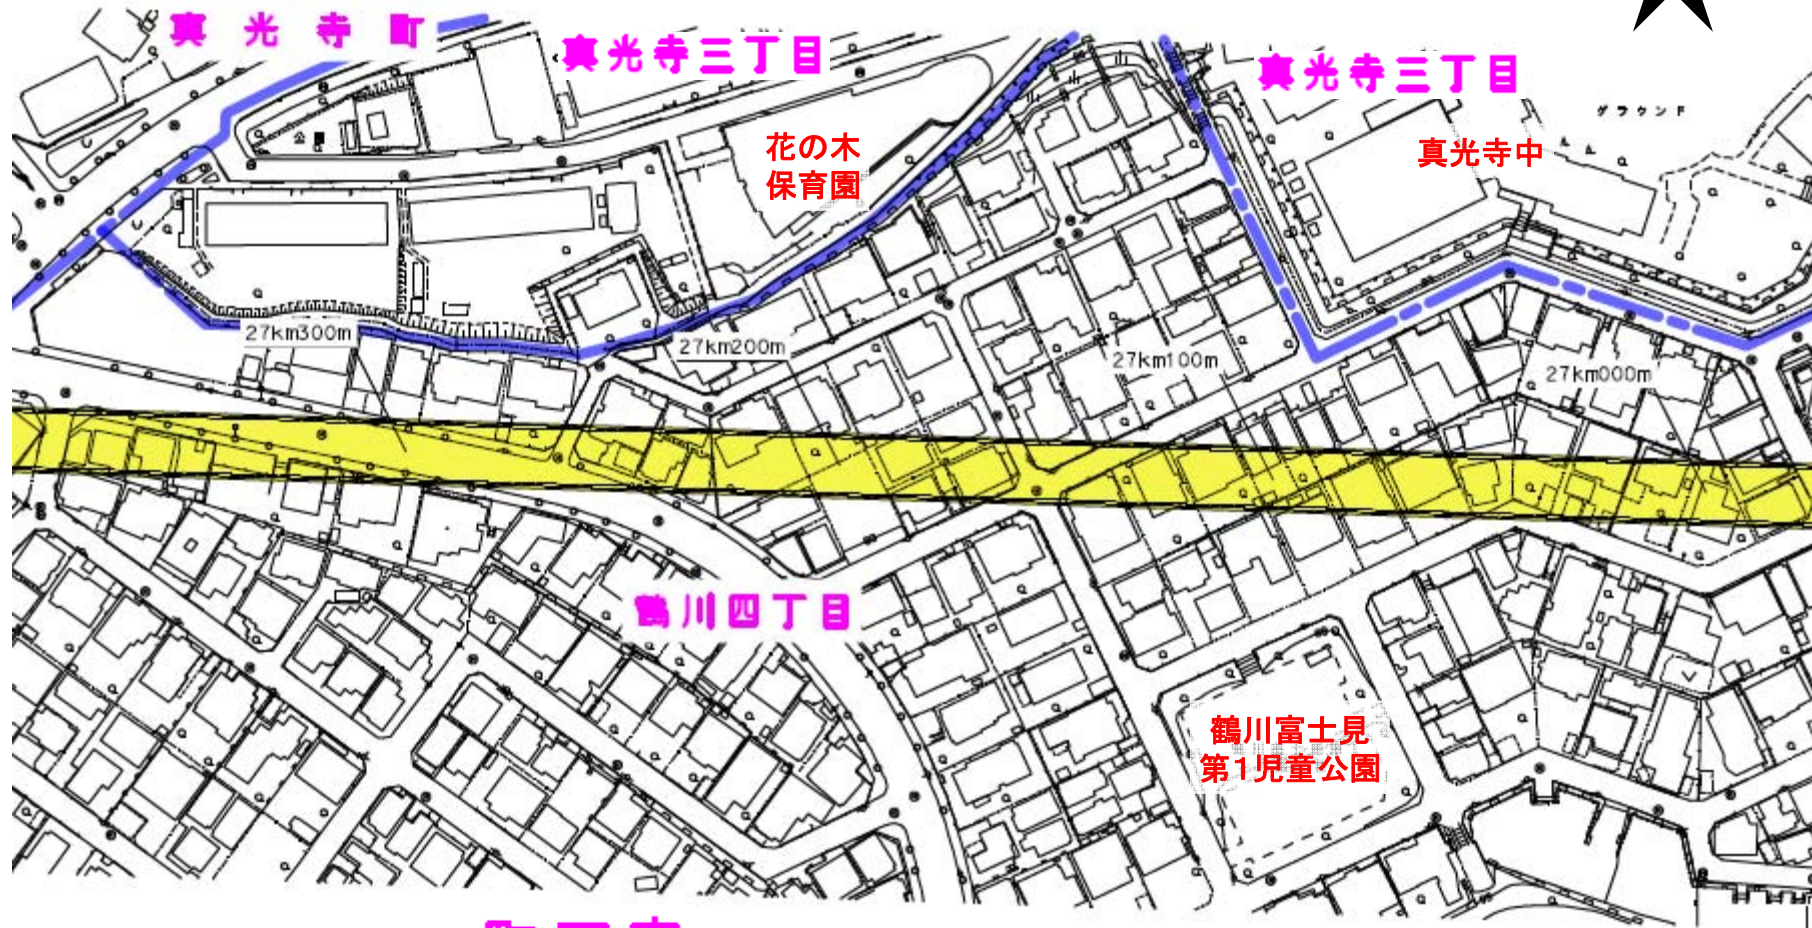 真光寺町
真光寺三丁目
真光寺三丁目
グラウンド
公園
花の木
保育園
真光寺中
27km300m
27km200m
27km100m
27km000m
鶴川四丁目
鶴川富士見
第1児童公園